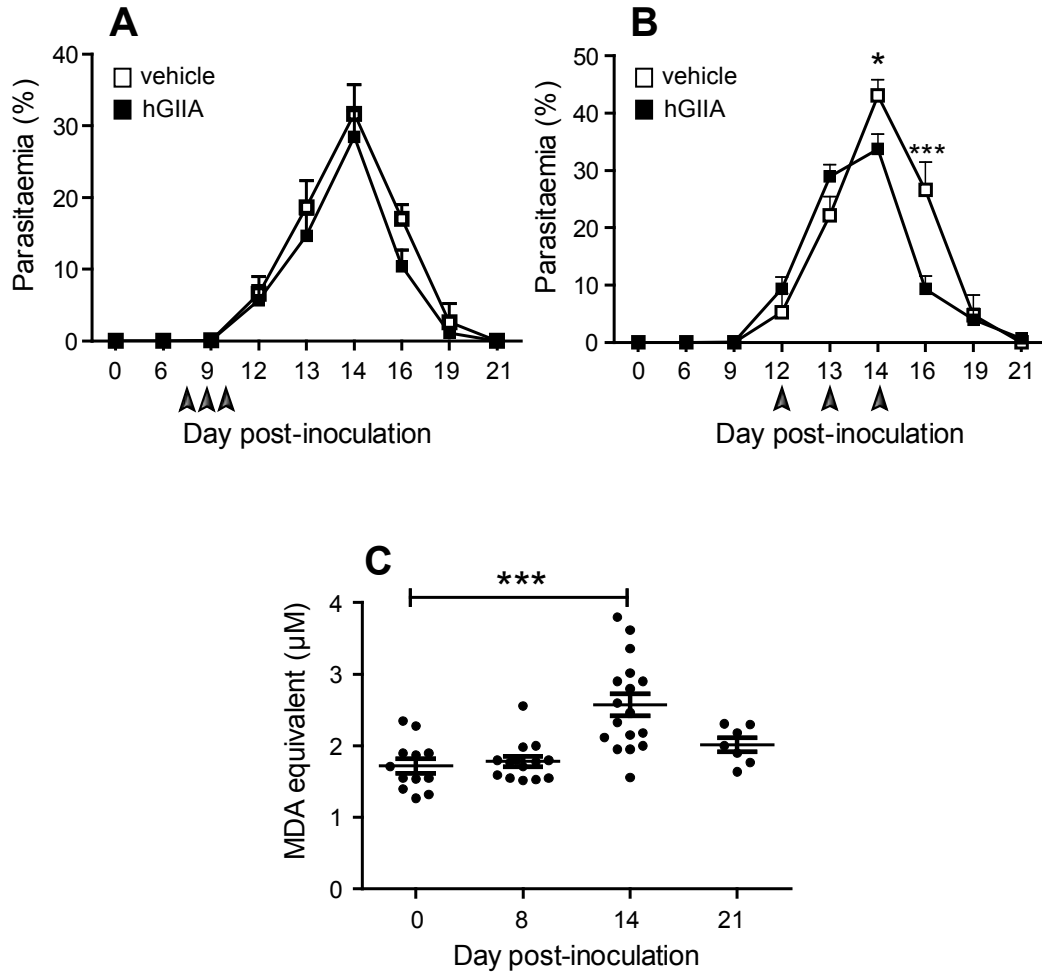 A
Parasitaemia (%)
40
30
20
10
0
vehicle
hGIIA
0 6 9 12 13 14 16 19 21
Day post-inoculation
B
Parasitaemia (%)
50
40
30
20
10
0
vehicle
hGIIA
*
***
0 6 9 12 13 14 16 19 21
Day post-inoculation
C
***
MDA equivalent (µM)
4
3
2
1
0
0 8 14 21
Day post-inoculation